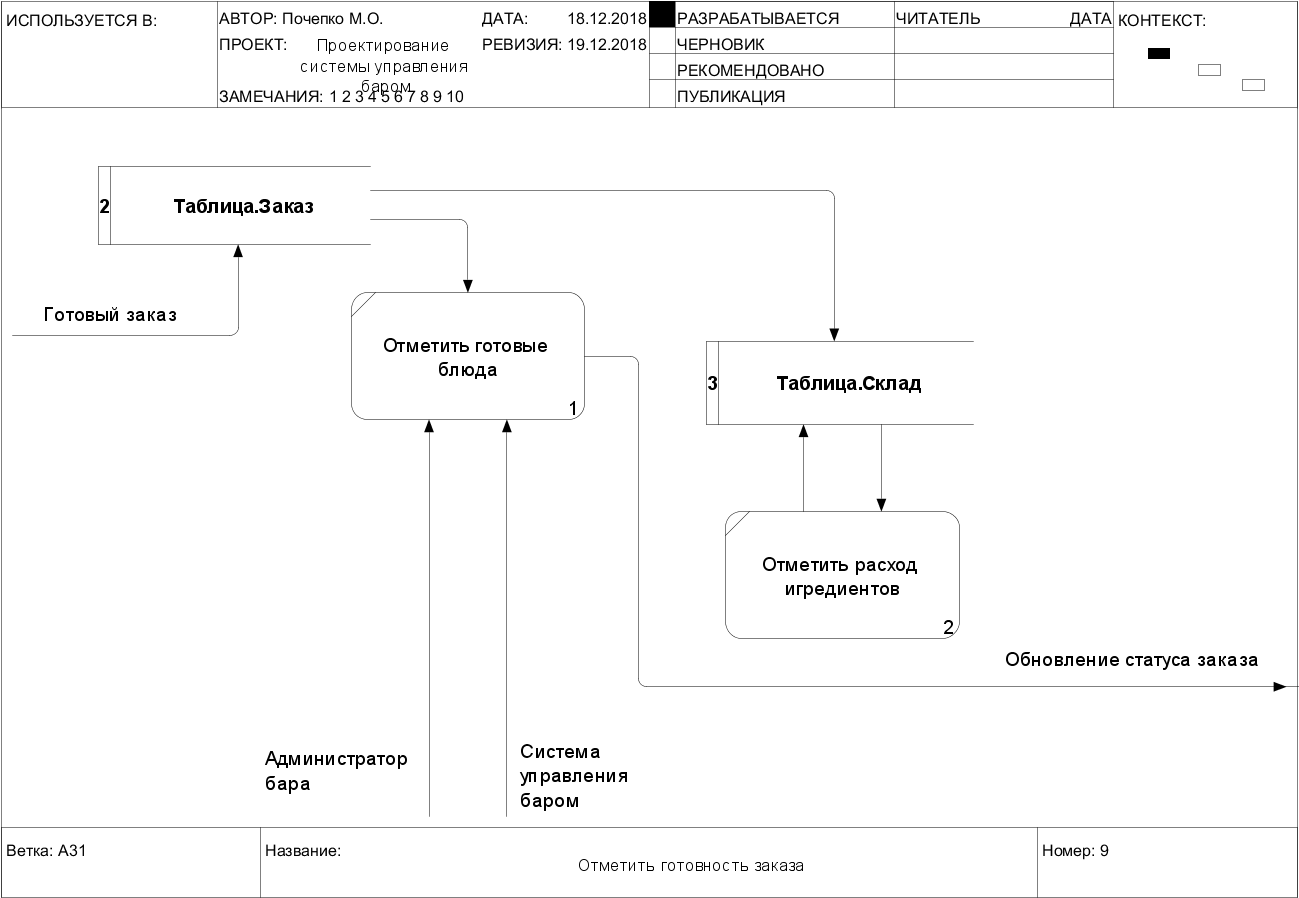 ИСПОЛЬЗУЕТСЯ В:
АВТОР: Почепко М.О.
ДАТА: 18.12.2018
ПРОЕКТ: Проектирование
системы управления
баром
РЕВИЗИЯ: 19.12.2018
ЗАМЕЧАНИЯ: 1 2 3 4 5 6 7 8 9 10
РАЗРАБАТЫВАЕТСЯ
ЧЕРНОВИК
РЕКОМЕНДОВАНО
ПУБЛИКАЦИЯ
ЧИТАТЕЛЬ ДАТА
КОНТЕКСТ:
2 Таблица.Заказ
Готовый заказ
Отметить готовые
блюда
1
3 Таблица.Склад
Отметить расход
игредиентов
2
Обновление статуса заказа
Администратор
бара
Система
управления
баром
Ветка: A31
Название:
Отметить готовность заказа
Номер: 9